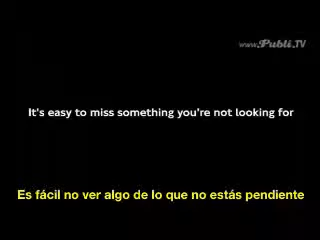 www.Publi.TV
It's easy to miss something you're not looking for
Es fácil no ver algo de lo que no estás pendiente